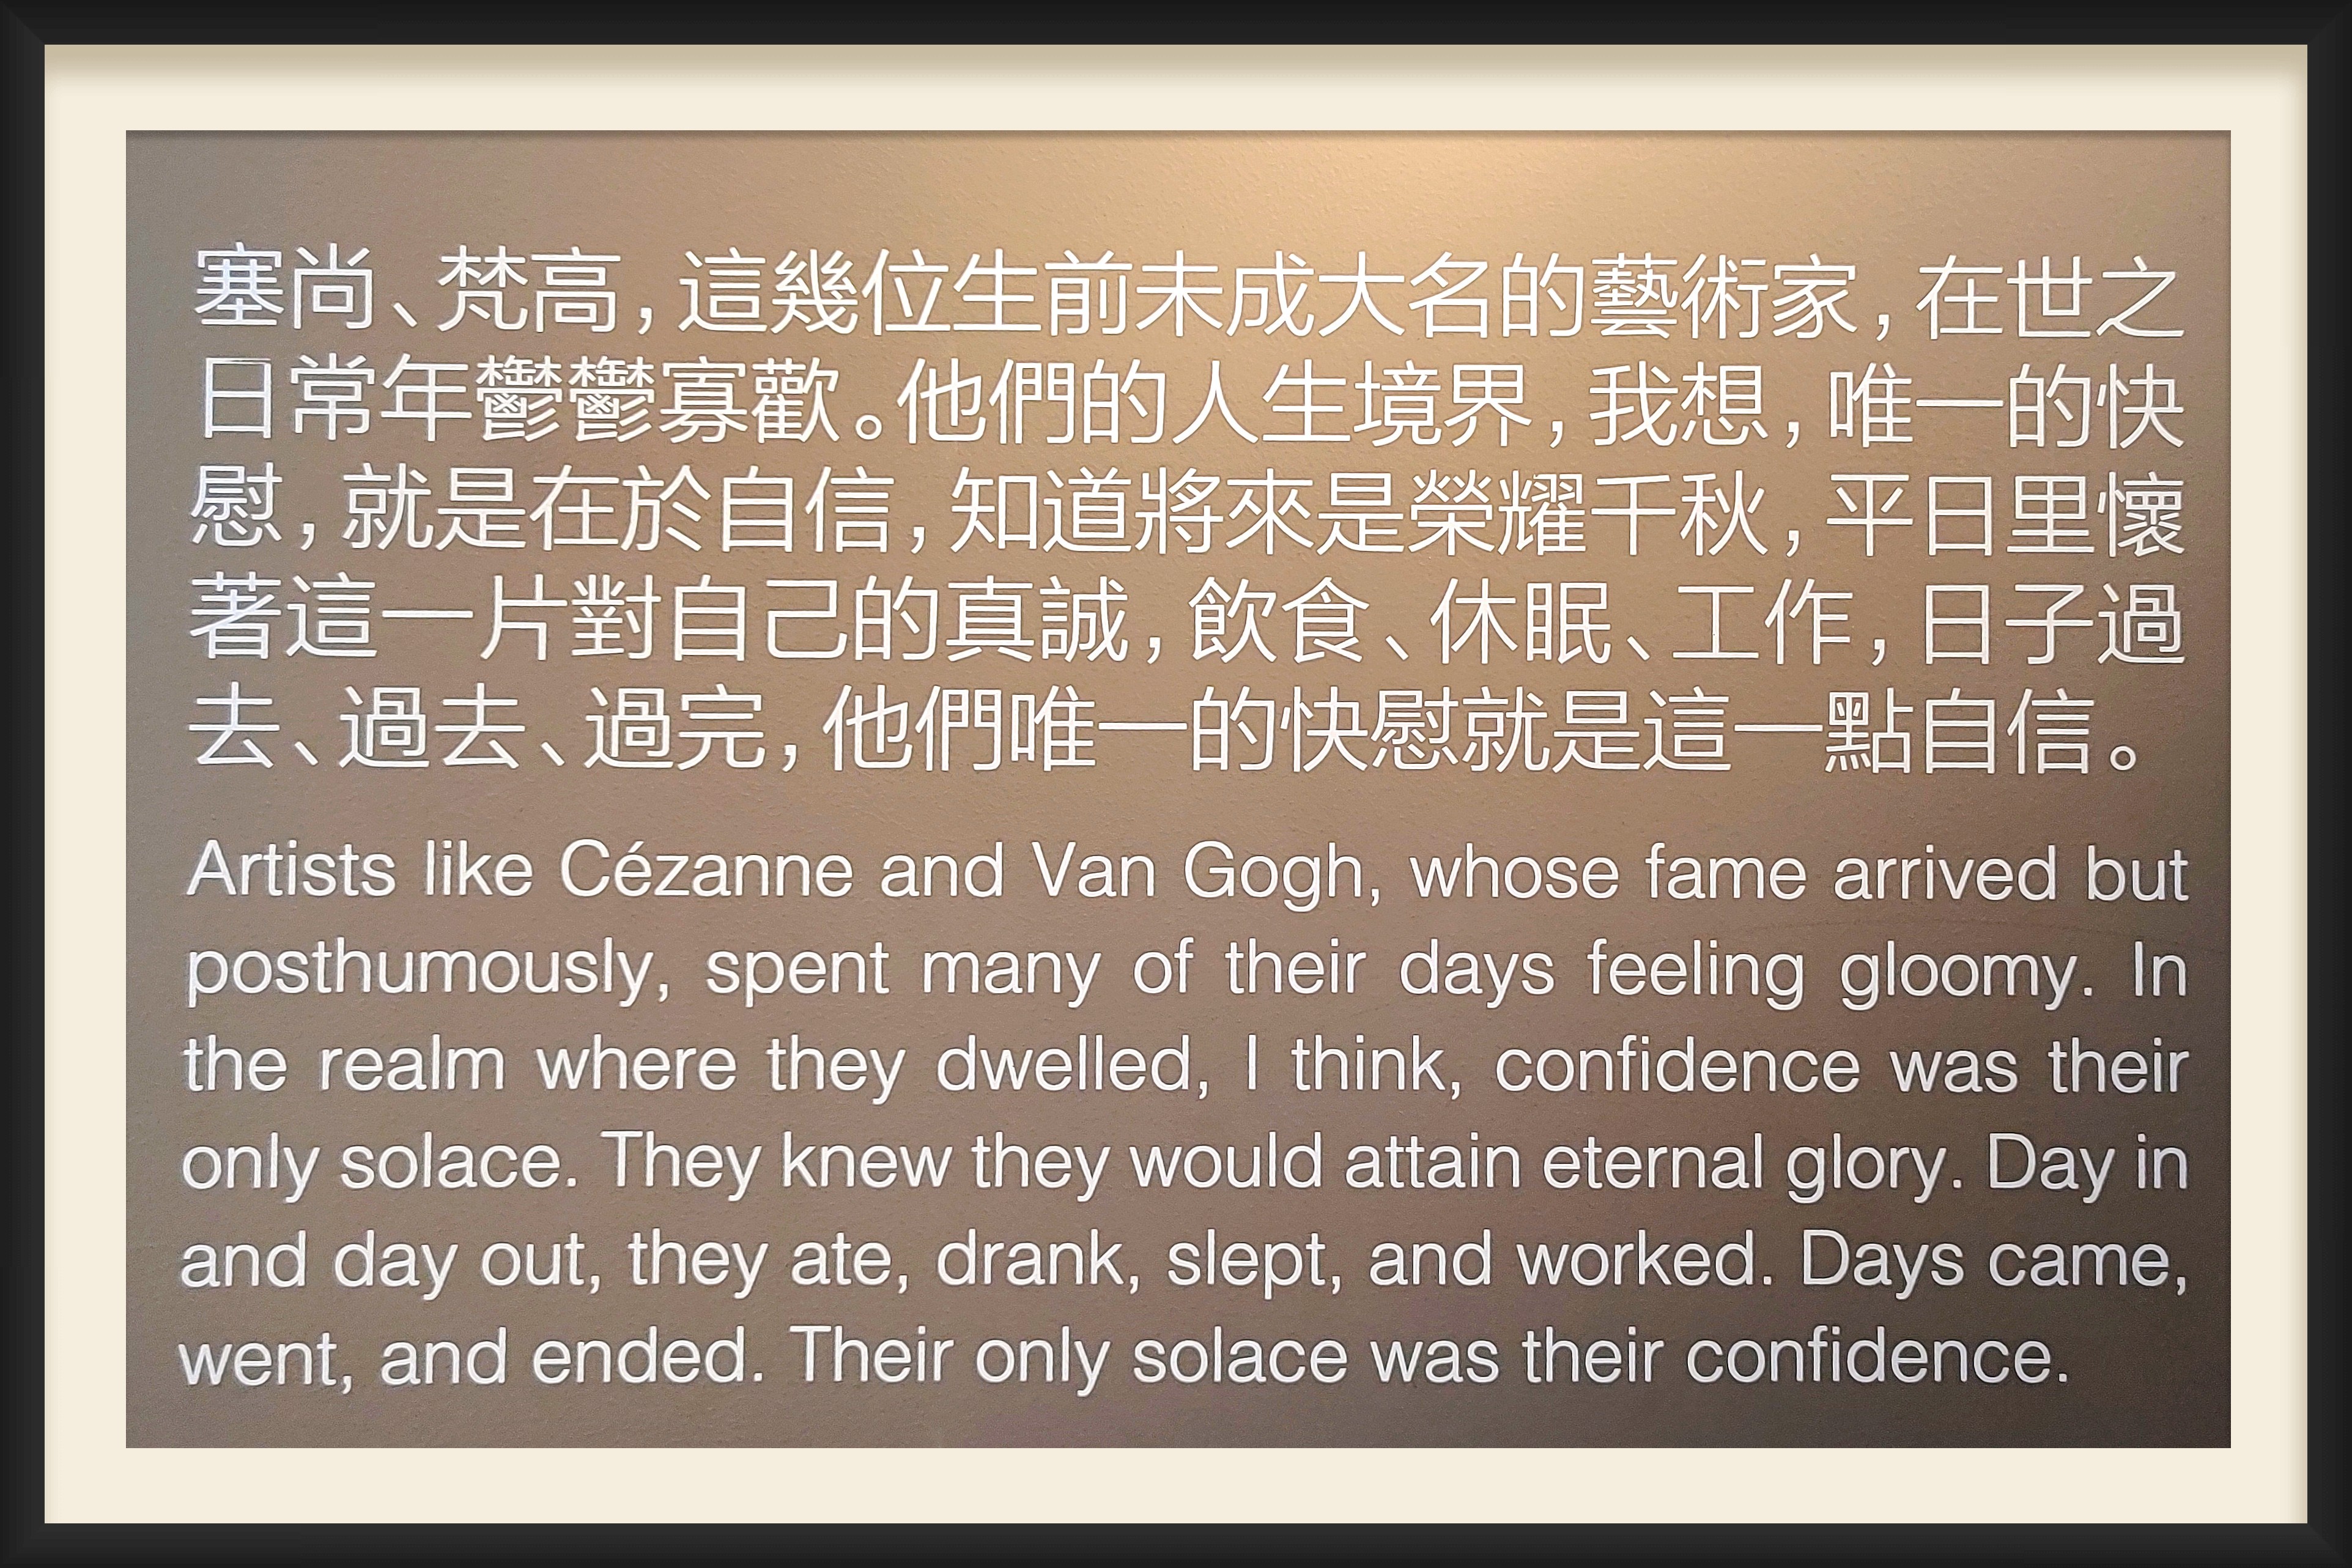 塞尚、梵高，這幾位生前未成大名的藝術家，在世之
日常年鬱鬱寡歡。他們的人生境界，我想，唯一的快
慰，就是在於自信，知道將來是榮耀千秋，平日里懷
著這一片對自己的真誠，飲食、休眠、工作，日子過
去、過去、過完，他們唯一的快慰就是這一點自信。
Artists like Cézanne and Van Gogh, whose fame arrived but
posthumously, spent many of their days feeling gloomy. In
the realm where they dwelled, I think, confidence was their
only solace. They knew they would attain eternal glory. Day in
and day out, they ate, drank, slept, and worked. Days came,
went, and ended. Their only solace was their confidence.